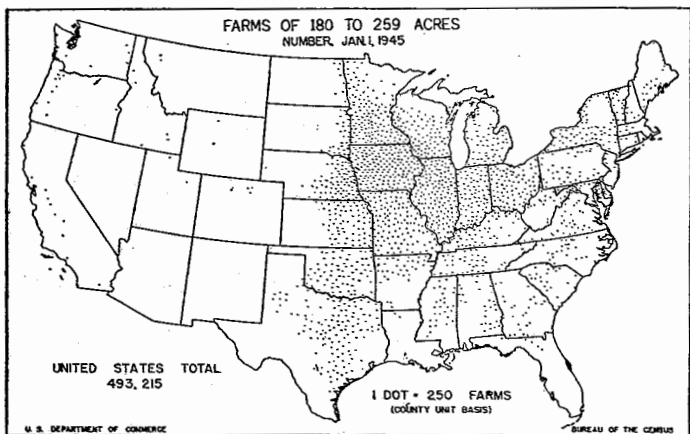 FARMS OF 180 TO 259 ACRES
NUMBER, JAN. 1, 1945
UNITED STATES TOTAL
493, 215
1 DOT - 250 FARMS
(COUNTY UNIT BASIS)
U. S. DEPARTMENT OF COMMERCE
BUREAU OF THE CENSUS